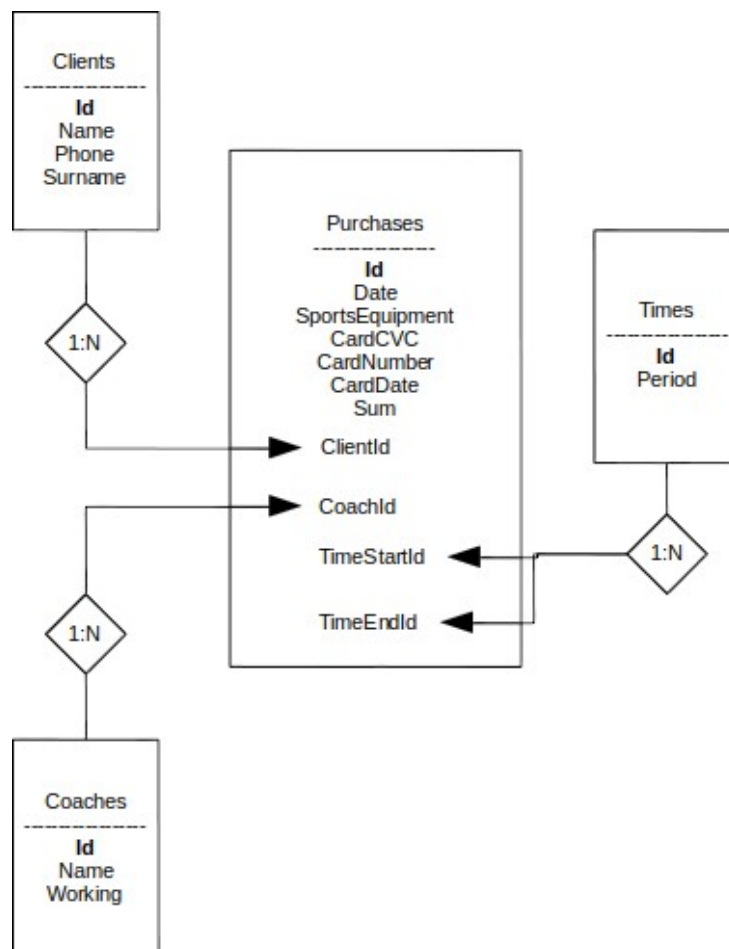 Clients
Id
Name
Phone
Surname
1:N
Purchases
Id
Date
SportsEquipment
CardCVC
CardNumber
CardDate
Sum
ClientId
CoachId
TimeStartId
TimeEndId
Times
Id
Period
1:N
1:N
Coaches
Id
Name
Working